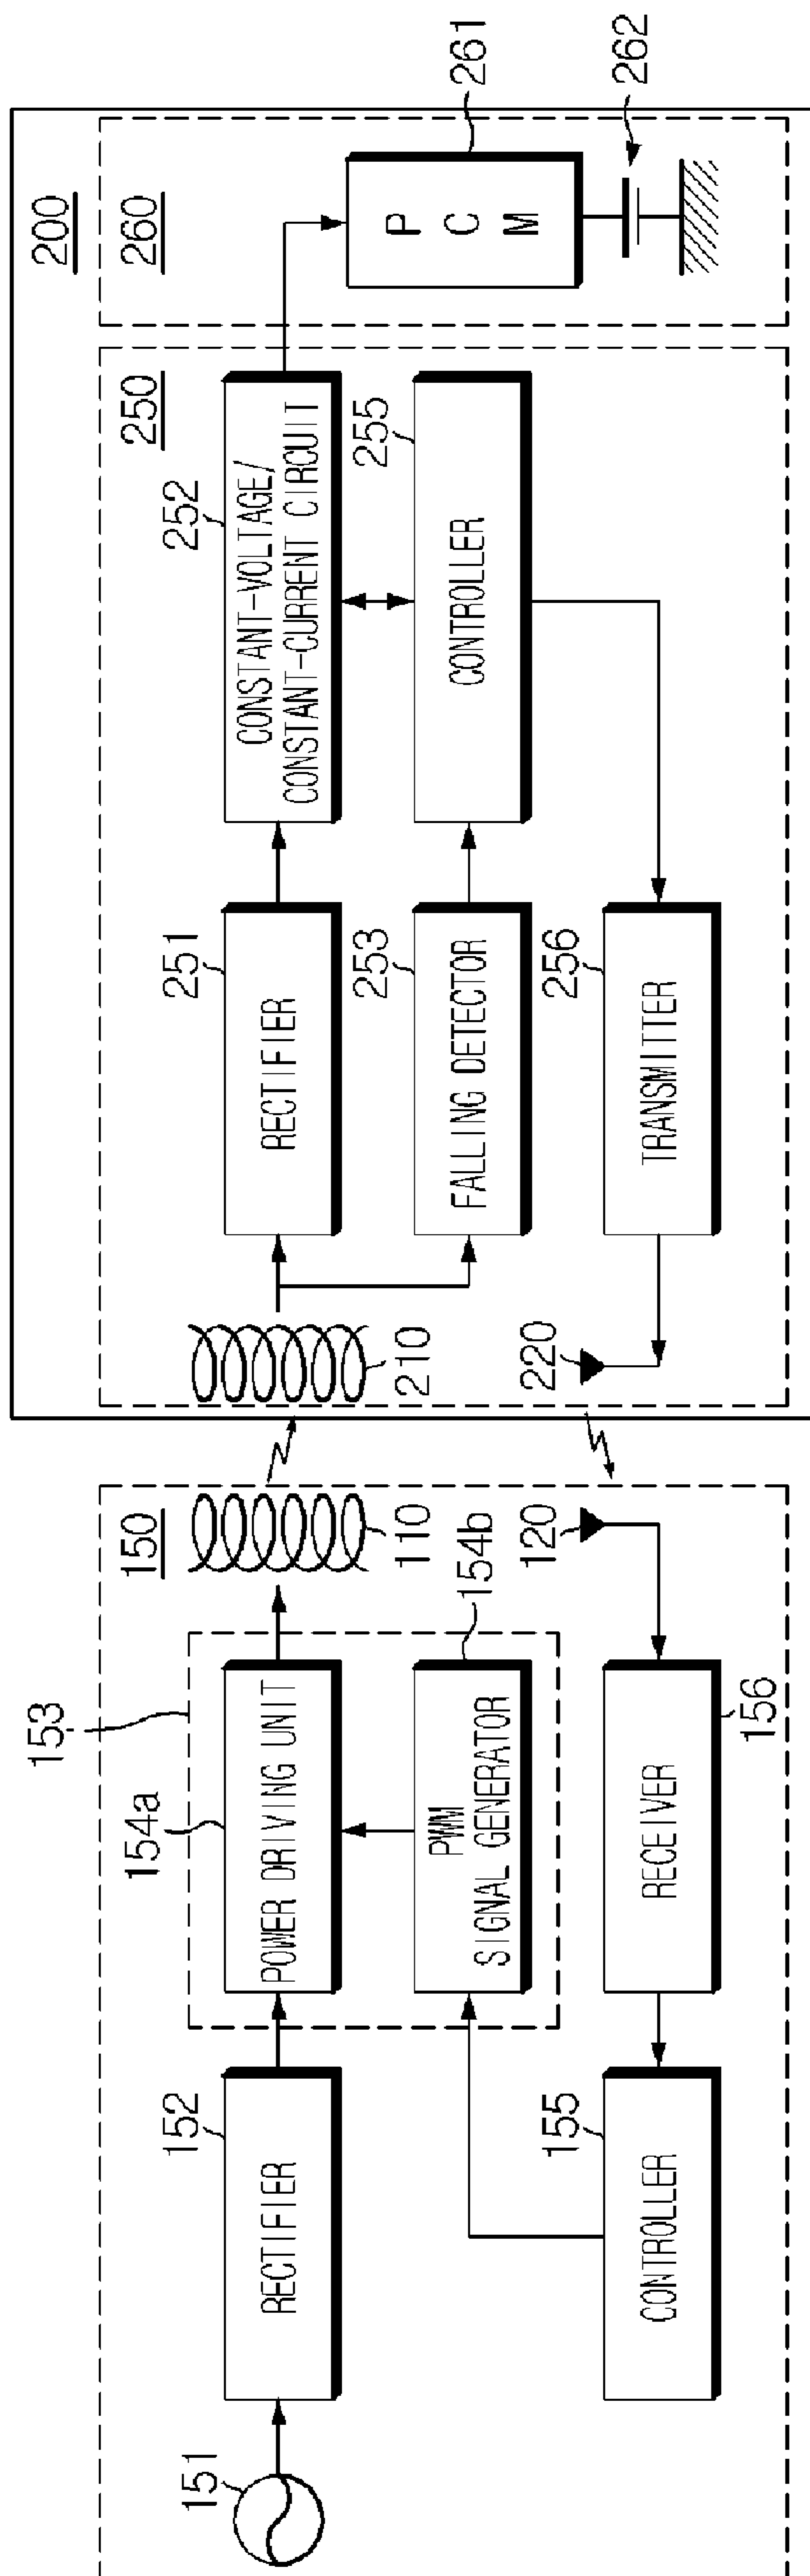 200
260
261
262
P
C
M
250
252
CONSTANT-VOLTAGE/
CONSTANT-CURRENT CIRCUIT
255
CONTROLLER
251
RECTIFIER
253
FALLING DETECTOR
256
TRANSMITTER
210
220
150
110
120
153
154a
POWER DRIVING UNIT
154b
PWM
SIGNAL GENERATOR
RECEIVER
156
152
RECTIFIER
155
CONTROLLER
151